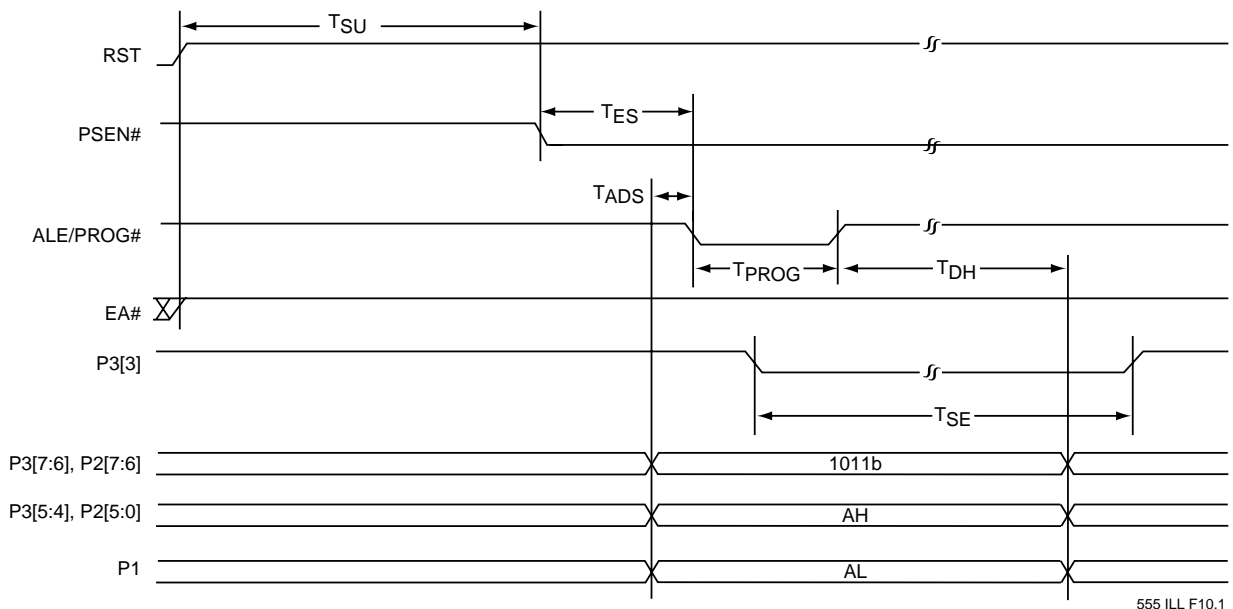 TSU
RST
TES
PSEN#
TADS
ALE/PROG#
TPROG
TDH
EA#
P3[3]
TSE
P3[7:6], P2[7:6]
1011b
P3[5:4], P2[5:0]
AH
P1
AL
555 ILL F10.1